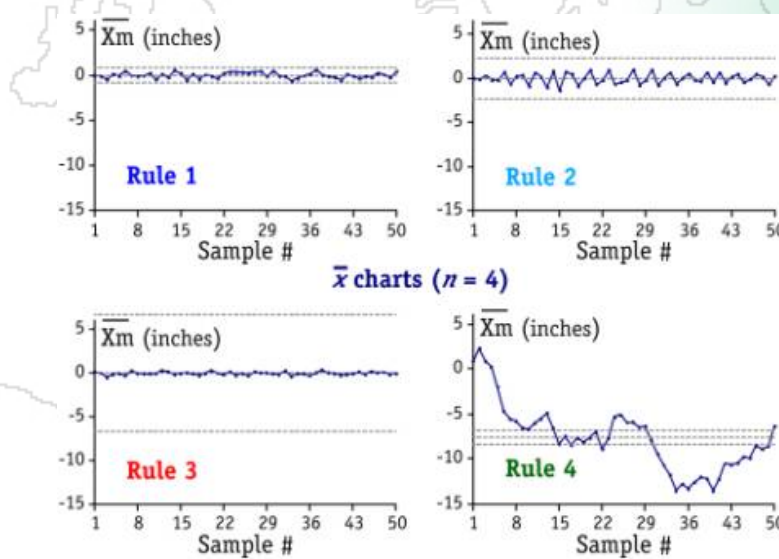 5
X̅m̅ (inches)
0
-5
-10
-15
Rule 1
1 8 15 22 29 36 43 50
Sample #
5
X̅m̅ (inches)
0
-5
-10
-15
Rule 2
1 8 15 22 29 36 43 50
Sample #
x̅ charts (n = 4)
5
X̅m̅ (inches)
0
-5
-10
-15
Rule 3
1 8 15 22 29 36 43 50
Sample #
5
X̅m̅ (inches)
0
-5
-10
-15
Rule 4
1 8 15 22 29 36 43 50
Sample #